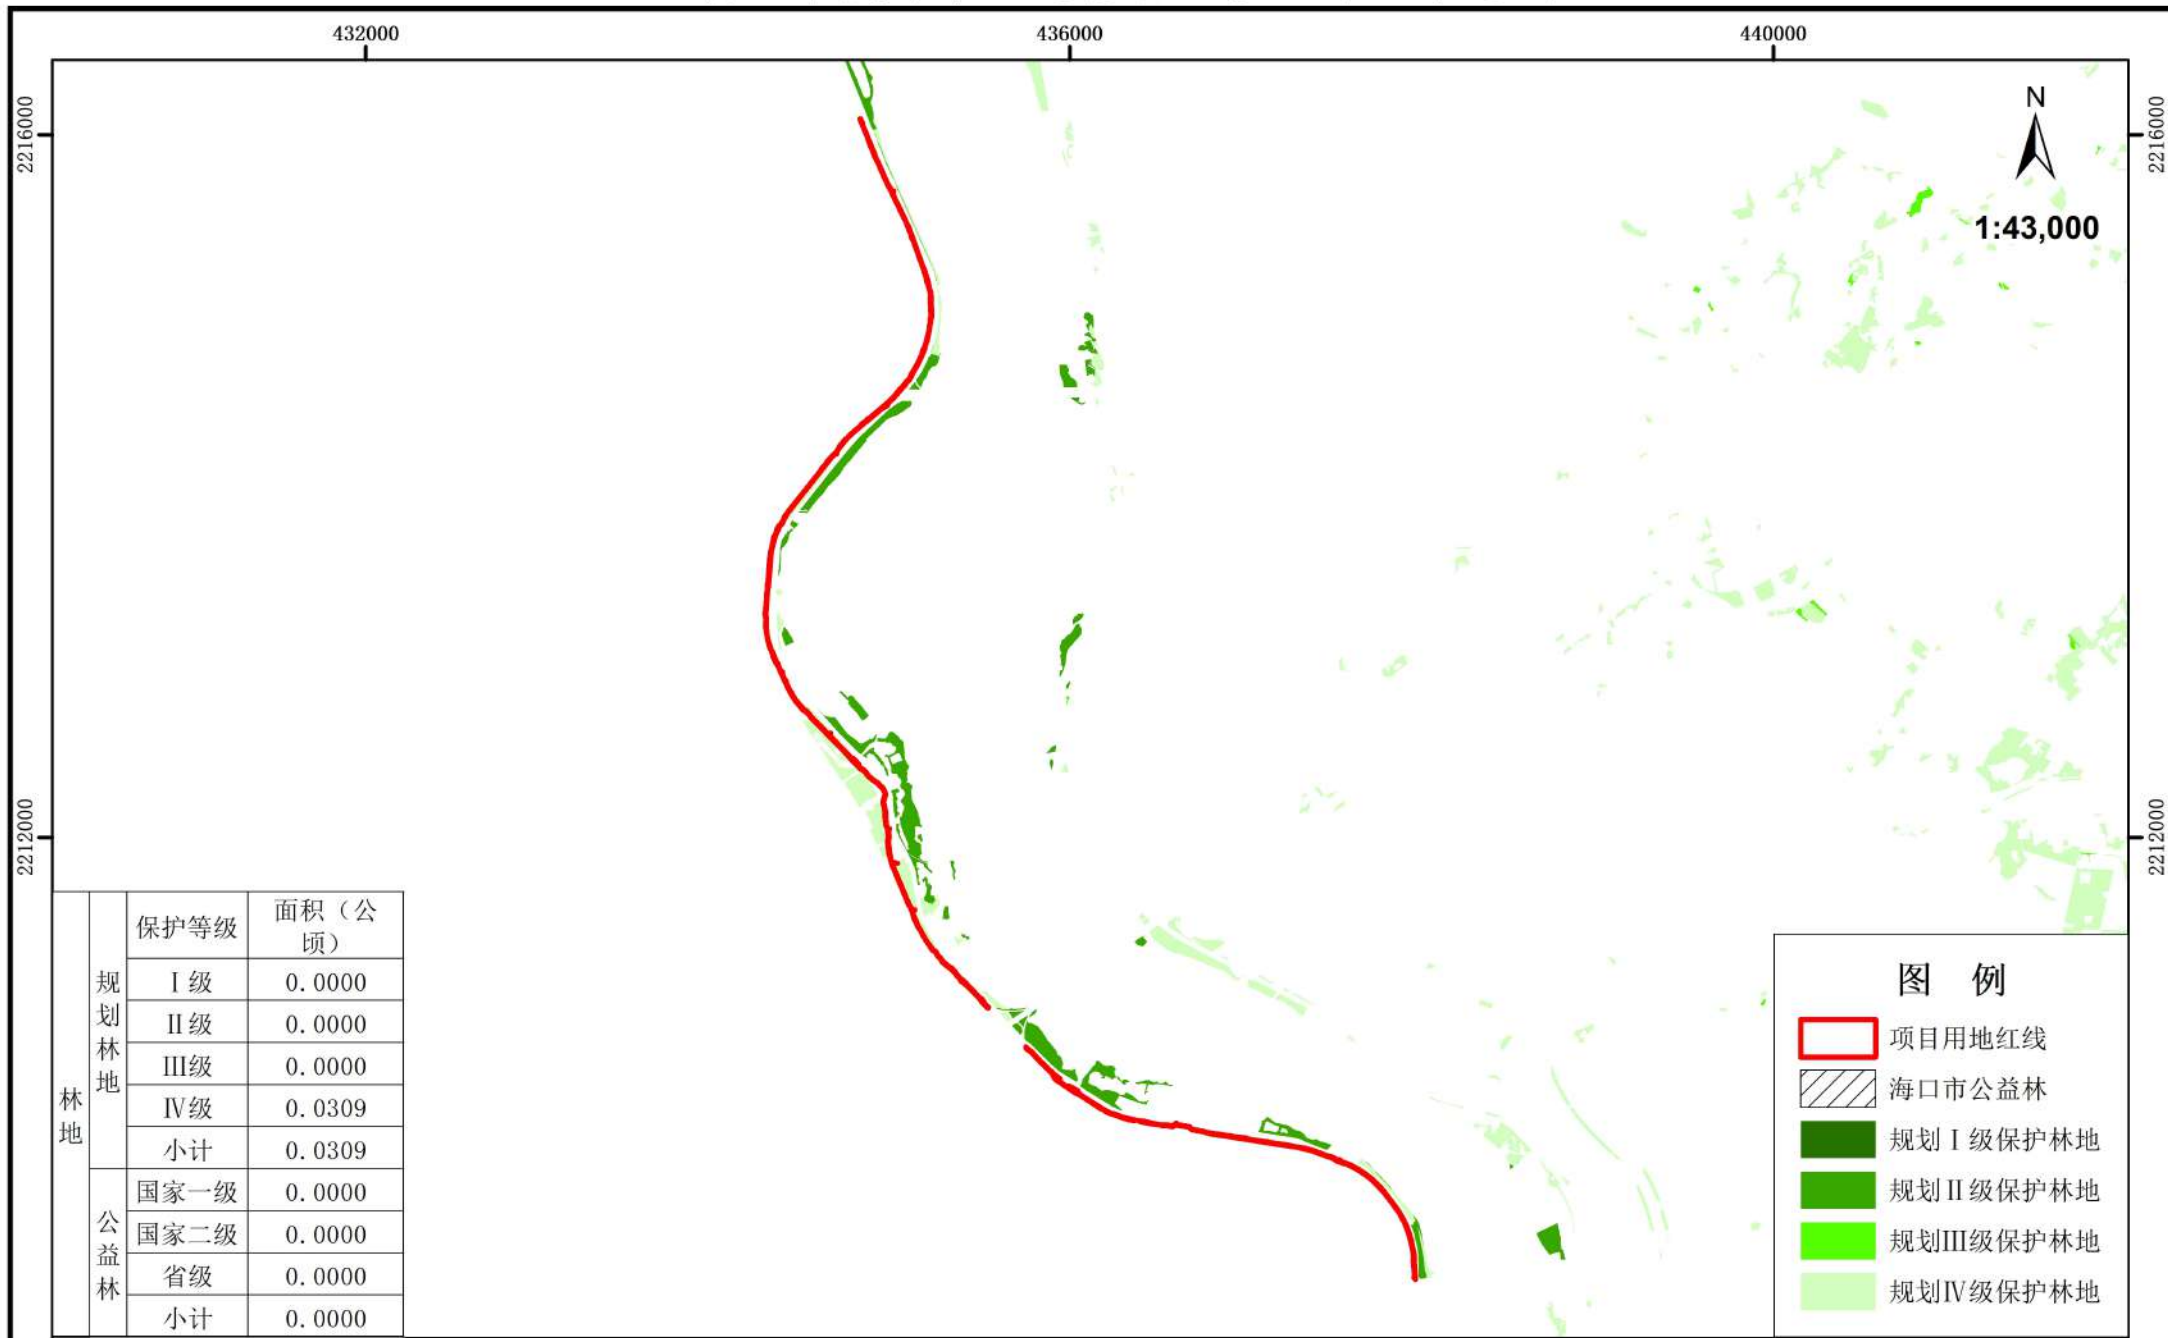 432000
436000
440000
2216000
2216000
N
1:43,000
2212000
2212000
林地
规划林地
保护等级
面积（公
顷）
Ⅰ级
0.0000
Ⅱ级
0.0000
Ⅲ级
0.0000
Ⅳ级
0.0309
小计
0.0309
公益林
国家一级
0.0000
国家二级
0.0000
省级
0.0000
小计
0.0000
图 例
项目用地红线
海口市公益林
规划Ⅰ级保护林地
规划Ⅱ级保护林地
规划Ⅲ级保护林地
规划Ⅳ级保护林地